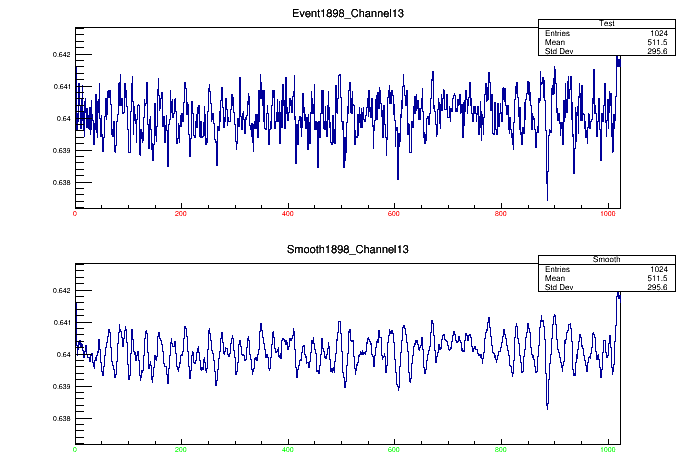 Event1898_Channel13
Test
Entries 1024
Mean 511.5
Std Dev 295.6
0.642
0.641
0.64
0.639
0.638
0 200 400 600 800 1000
Smooth1898_Channel13
Smooth
Entries 1024
Mean 511.5
Std Dev 295.6
0.642
0.641
0.64
0.639
0.638
0 200 400 600 800 1000